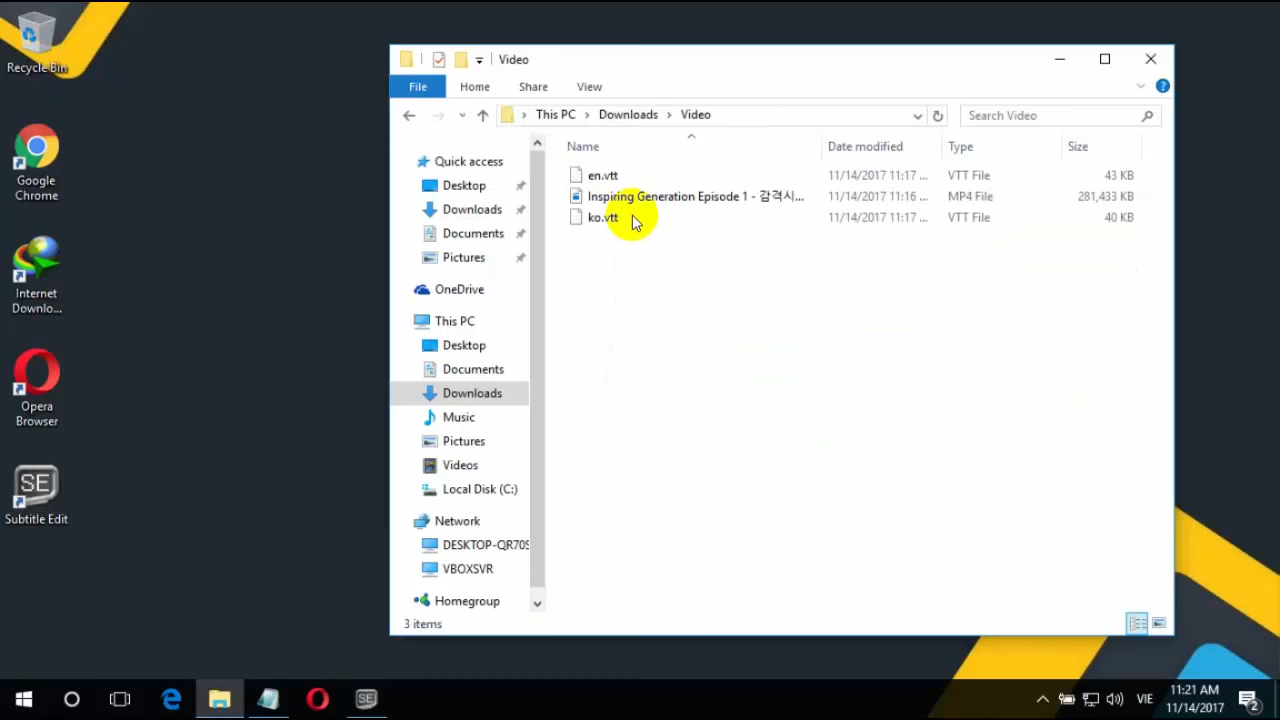 Recycle Bin
Google
Chrome
Internet
Downlo...
Opera
Browser
SE
Subtitle Edit
Video
File Home Share View
This PC Downloads Video
Search Video
Name Date modified Type Size
en.vtt 11/14/2017 11:17 ... VTT File 43 KB
Inspiring Generation Episode 1 - 감격시... 11/14/2017 11:16 ... MP4 File 281,433 KB
ko.vtt 11/14/2017 11:17 ... VTT File 40 KB
Quick access
Desktop
Downloads
Documents
Pictures
OneDrive
This PC
Desktop
Documents
Downloads
Music
Pictures
Videos
Local Disk (C:)
Network
DESKTOP-QR70S
VBOXSVR
Homegroup
3 items
SE
VIE
11:21 AM
11/14/2017
2